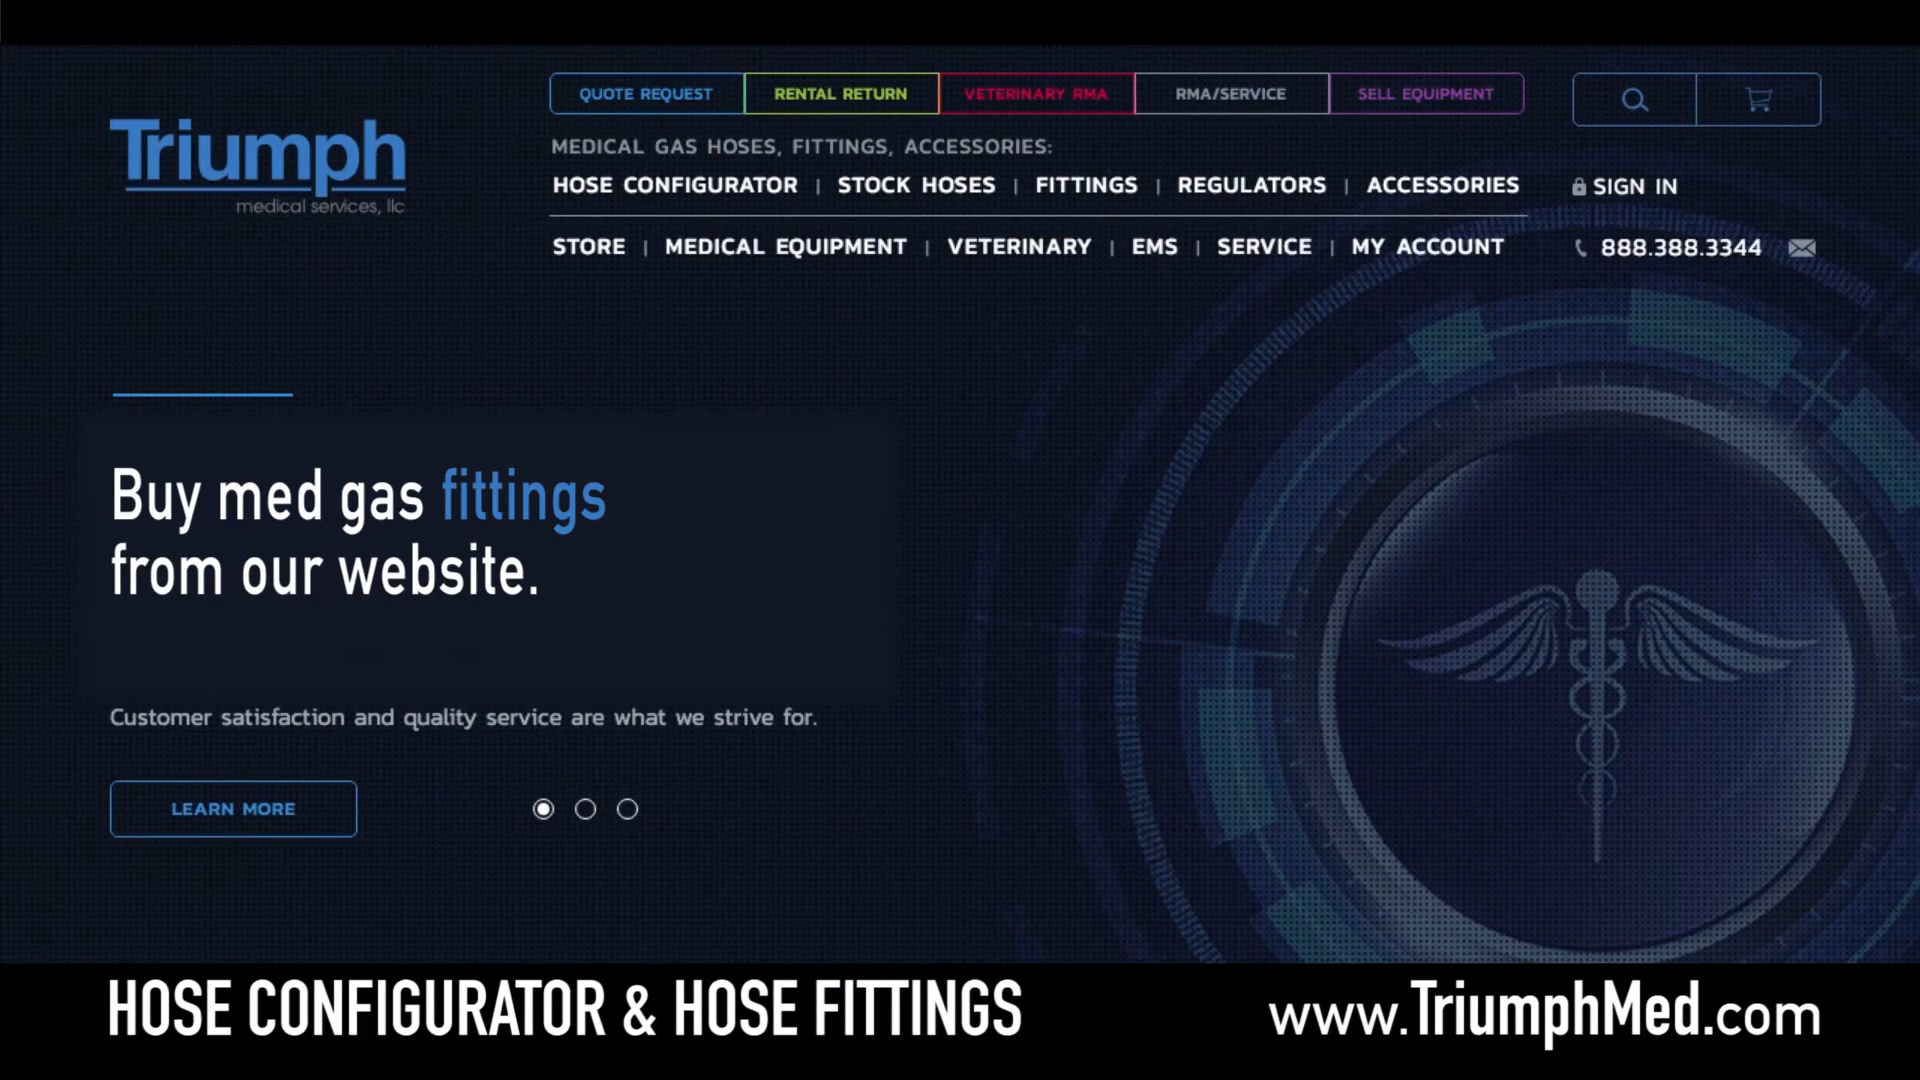 QUOTE REQUEST RENTAL RETURN VETERINARY RMA RMA/SERVICE SELL EQUIPMENT
Triumph
medical services, llc
MEDICAL GAS HOSES, FITTINGS, ACCESSORIES:
HOSE CONFIGURATOR | STOCK HOSES | FITTINGS | REGULATORS | ACCESSORIES
SIGN IN
STORE | MEDICAL EQUIPMENT | VETERINARY | EMS | SERVICE | MY ACCOUNT
888.388.3344
Buy med gas fittings
from our website.
Customer satisfaction and quality service are what we strive for.
LEARN MORE
HOSE CONFIGURATOR & HOSE FITTINGS
www.TriumphMed.com